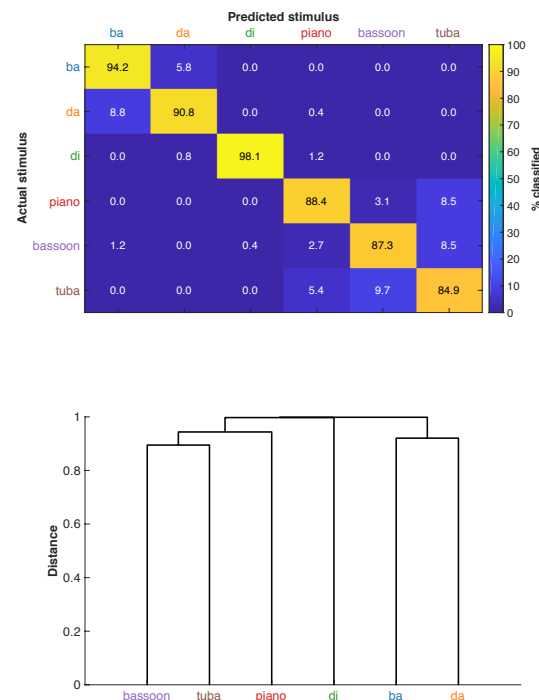 Predicted stimulus
ba da di piano bassoon tuba
Actual stimulus
ba 94.2 5.8 0.0 0.0 0.0 0.0
da 8.8 90.8 0.0 0.4 0.0 0.0
di 0.0 0.8 98.1 1.2 0.0 0.0
piano 0.0 0.0 0.0 88.4 3.1 8.5
bassoon 1.2 0.0 0.4 2.7 87.3 8.5
tuba 0.0 0.0 0.0 5.4 9.7 84.9
100
90
80
70
60
50
40
30
20
10
0
% classified
Distance
1
0.8
0.6
0.4
0.2
0
bassoon tuba piano di ba da